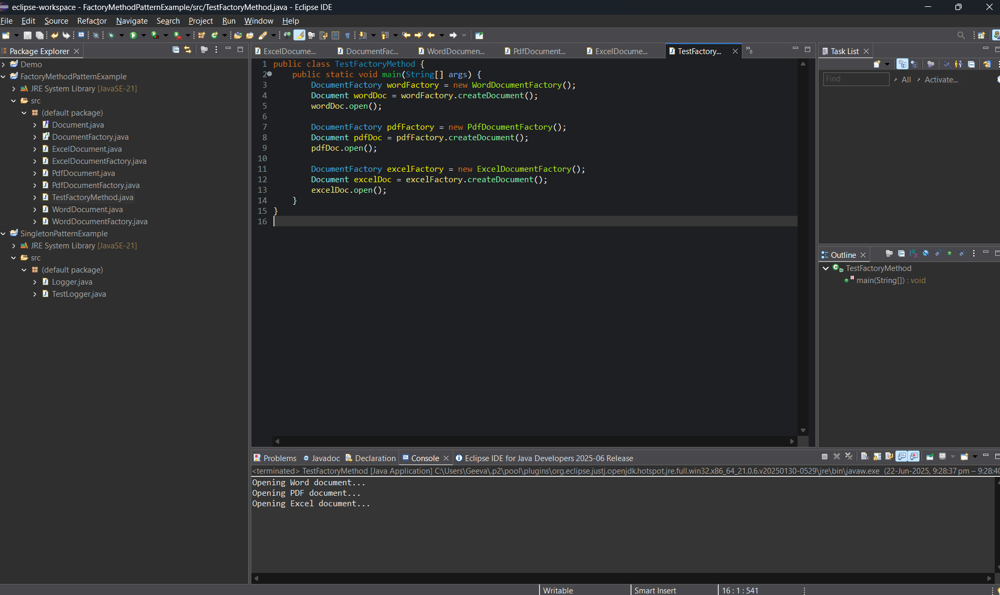 eclipse-workspace - FactoryMethodPatternExample/src/TestFactoryMethod.java - Eclipse IDE
File Edit Source Refactor Navigate Search Project Run Window Help
Package Explorer
Demo
FactoryMethodPatternExample
JRE System Library [JavaSE-21]
src
(default package)
Document.java
DocumentFactory.java
ExcelDocument.java
ExcelDocumentFactory.java
PdfDocument.java
PdfDocumentFactory.java
TestFactoryMethod.java
WordDocument.java
WordDocumentFactory.java
SingletonPatternExample
JRE System Library [JavaSE-21]
src
(default package)
Logger.java
TestLogger.java
ExcelDocume... DocumentFac... WordDocumen... PdfDocument... ExcelDocume... TestFactory... »6
1 public class TestFactoryMethod {
2 public static void main(String[] args) {
3 DocumentFactory wordFactory = new WordDocumentFactory();
4 Document wordDoc = wordFactory.createDocument();
5 wordDoc.open();
6
7 DocumentFactory pdfFactory = new PdfDocumentFactory();
8 Document pdfDoc = pdfFactory.createDocument();
9 pdfDoc.open();
10
11 DocumentFactory excelFactory = new ExcelDocumentFactory();
12 Document excelDoc = excelFactory.createDocument();
13 excelDoc.open();
14 }
15 }
16
Task List
Find All Activate...
Outline
TestFactoryMethod
main(String[]) : void
Problems Javadoc Declaration Console Eclipse IDE for Java Developers 2025-06 Release
<terminated> TestFactoryMethod [Java Application] C:\Users\Geeva\.p2\pool\plugins\org.eclipse.justj.openjdk.hotspot.jre.full.win32.x86_64_21.0.6.v20250130-0529\jre\bin\javaw.exe (22-Jun-2025, 9:28:37 pm – 9:28:40
Opening Word document...
Opening PDF document...
Opening Excel document...
Writable Smart Insert 16 : 1 : 541